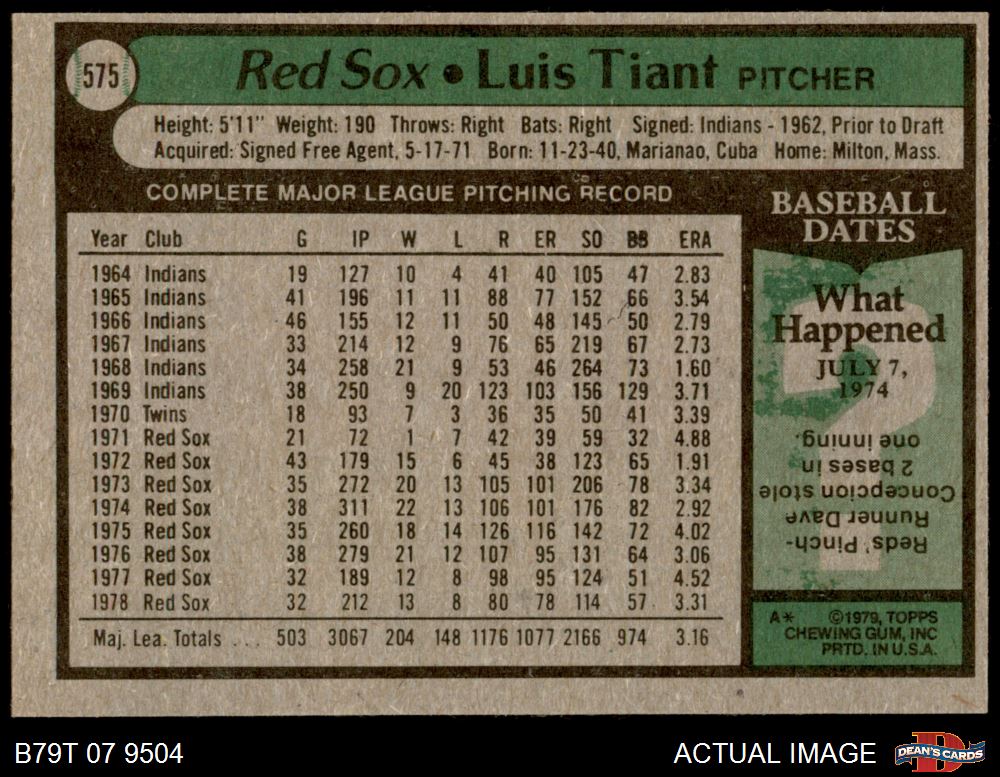 575
Red Sox • Luis Tiant PITCHER
Height: 5'11" Weight: 190 Throws: Right Bats: Right Signed: Indians - 1962, Prior to Draft
Acquired: Signed Free Agent, 5-17-71 Born: 11-23-40, Marianao, Cuba Home: Milton, Mass.
COMPLETE MAJOR LEAGUE PITCHING RECORD
Year Club G IP W L R ER SO BB ERA
1964 Indians 19 127 10 4 41 40 105 47 2.83
1965 Indians 41 196 11 11 88 77 152 66 3.54
1966 Indians 46 155 12 11 50 48 145 50 2.79
1967 Indians 33 214 12 9 76 65 219 67 2.73
1968 Indians 34 258 21 9 53 46 264 73 1.60
1969 Indians 38 250 9 20 123 103 156 129 3.71
1970 Twins 18 93 7 3 36 35 50 41 3.39
1971 Red Sox 21 72 1 7 42 39 59 32 4.88
1972 Red Sox 43 179 15 6 45 38 123 65 1.91
1973 Red Sox 35 272 20 13 105 101 206 78 3.34
1974 Red Sox 38 311 22 13 106 101 176 82 2.92
1975 Red Sox 35 260 18 14 126 116 142 72 4.02
1976 Red Sox 38 279 21 12 107 95 131 64 3.06
1977 Red Sox 32 189 12 8 98 95 124 51 4.52
1978 Red Sox 32 212 13 8 80 78 114 57 3.31
Maj. Lea. Totals ... 503 3067 204 148 1176 1077 2166 974 3.16
BASEBALL
DATES
What
Happened
JULY 7,
1974
Reds' Pinch-
Runner Dave
Concepcion stole
2 bases in
one inning.
A* ©1979, TOPPS
CHEWING GUM, INC
PRTD. IN U.S.A.
B79T 07 9504
ACTUAL IMAGE
D
DEAN'S CARDS